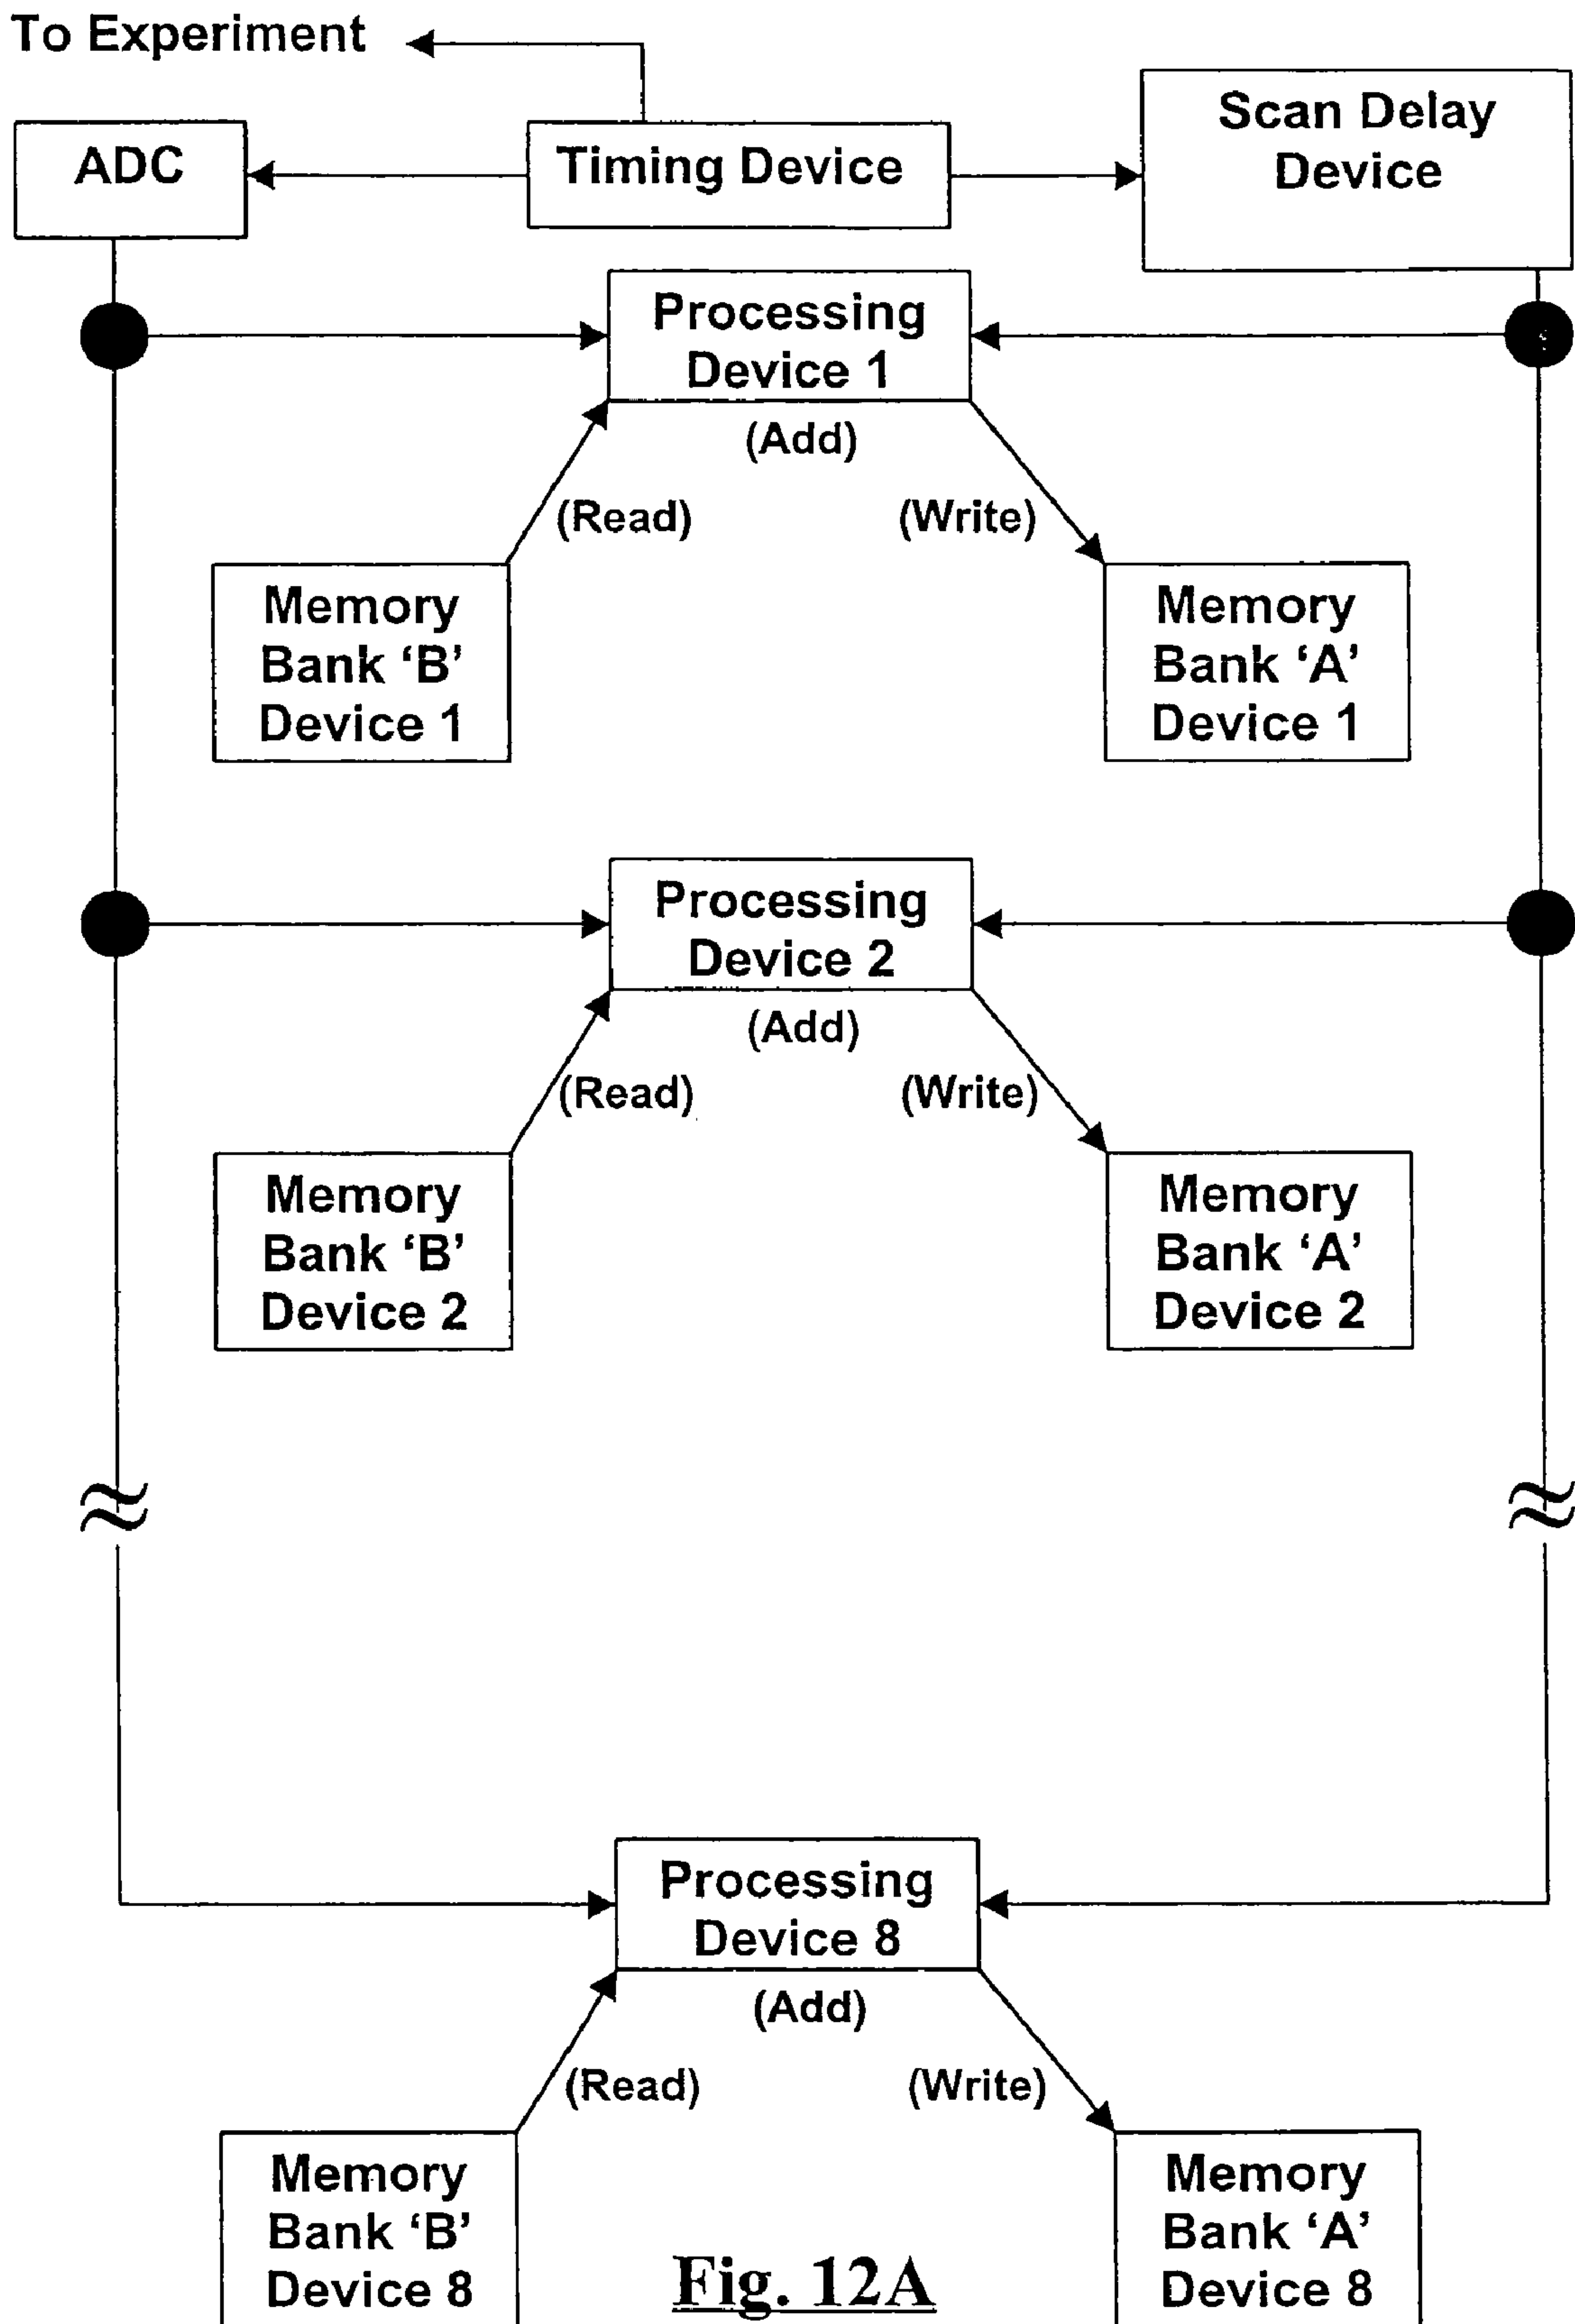 To Experiment
ADC
Timing Device
Scan Delay
Device
Processing
Device 1
(Add)
(Read)
(Write)
Memory
Bank ‘B’
Device 1
Memory
Bank ‘A’
Device 1
Processing
Device 2
(Add)
(Read)
(Write)
Memory
Bank ‘B’
Device 2
Memory
Bank ‘A’
Device 2
Processing
Device 8
(Add)
(Read)
(Write)
Memory
Bank ‘B’
Device 8
Memory
Bank ‘A’
Device 8
Fig. 12A